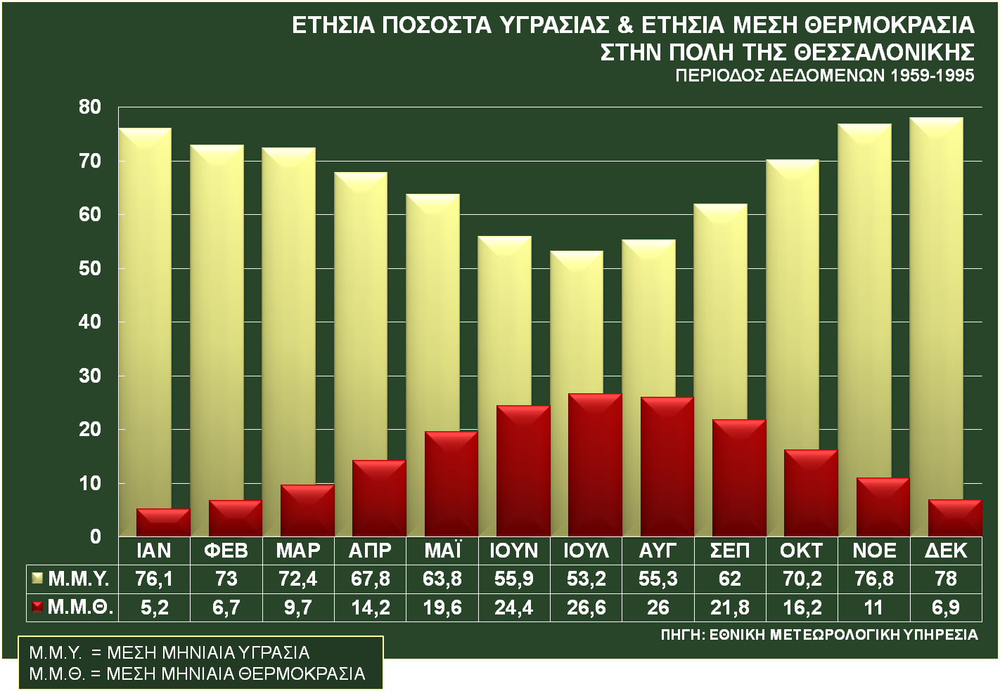 ΕΤΗΣΙΑ ΠΟΣΟΣΤΑ ΥΓΡΑΣΙΑΣ & ΕΤΗΣΙΑ ΜΕΣΗ ΘΕΡΜΟΚΡΑΣΙΑ
ΣΤΗΝ ΠΟΛΗ ΤΗΣ ΘΕΣΣΑΛΟΝΙΚΗΣ
ΠΕΡΙΟΔΟΣ ΔΕΔΟΜΕΝΩΝ 1959-1995
80
70
60
50
40
30
20
10
0
ΙΑΝ ΦΕΒ ΜΑΡ ΑΠΡ ΜΑΪ ΙΟΥΝ ΙΟΥΛ ΑΥΓ ΣΕΠ ΟΚΤ ΝΟΕ ΔΕΚ
Μ.Μ.Υ. 76,1 73 72,4 67,8 63,8 55,9 53,2 55,3 62 70,2 76,8 78
Μ.Μ.Θ. 5,2 6,7 9,7 14,2 19,6 24,4 26,6 26 21,8 16,2 11 6,9
ΠΗΓΗ: ΕΘΝΙΚΗ ΜΕΤΕΩΡΟΛΟΓΙΚΗ ΥΠΗΡΕΣΙΑ
Μ.Μ.Υ. = ΜΕΣΗ ΜΗΝΙΑΙΑ ΥΓΡΑΣΙΑ
Μ.Μ.Θ. = ΜΕΣΗ ΜΗΝΙΑΙΑ ΘΕΡΜΟΚΡΑΣΙΑ